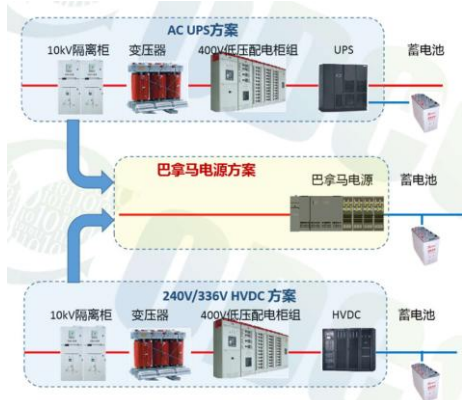 AC UPS方案
10kV隔离柜 变压器 400V低压配电柜组 UPS 蓄电池
巴拿马电源方案
巴拿马电源 蓄电池
240V/336V HVDC 方案
10kV隔离柜 变压器 400V低压配电柜组 HVDC 蓄电池